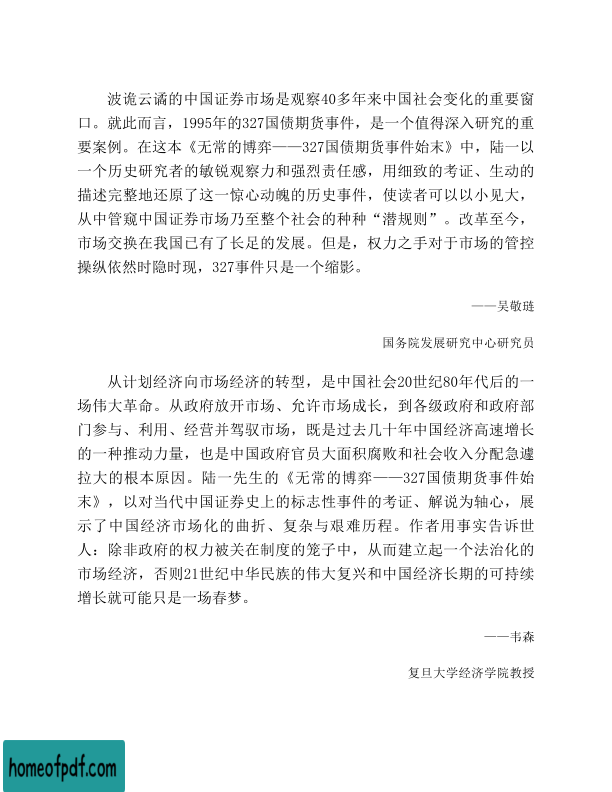 波诡云谲的中国证券市场是观察40多年来中国社会变化的重要窗
口。就此而言，1995年的327国债期货事件，是一个值得深入研究的重
要案例。在这本《无常的博弈——327国债期货事件始末》中，陆一以
一个历史研究者的敏锐观察力和强烈责任感，用细致的考证、生动的
描述完整地还原了这一惊心动魄的历史事件，使读者可以以小见大，
从中管窥中国证券市场乃至整个社会的种种“潜规则”。改革至今，
市场交换在我国已有了长足的发展。但是，权力之手对于市场的管控
操纵依然时隐时现，327事件只是一个缩影。
——吴敬琏
国务院发展研究中心研究员
从计划经济向市场经济的转型，是中国社会20世纪80年代后的一
场伟大革命。从政府放开市场、允许市场成长，到各级政府和政府部
门参与、利用、经营并驾驭市场，既是过去几十年中国经济高速增长
的一种推动力量，也是中国政府官员大面积腐败和社会收入分配急遽
拉大的根本原因。陆一先生的《无常的博弈——327国债期货事件始
末》，以对当代中国证券史上的标志性事件的考证、解说为轴心，展
示了中国经济市场化的曲折、复杂与艰难历程。作者用事实告诉世
人：除非政府的权力被关在制度的笼子中，从而建立起一个法治化的
市场经济，否则21世纪中华民族的伟大复兴和中国经济长期的可持续
增长就可能只是一场春梦。
——韦森
复旦大学经济学院教授
homeofpdf.com